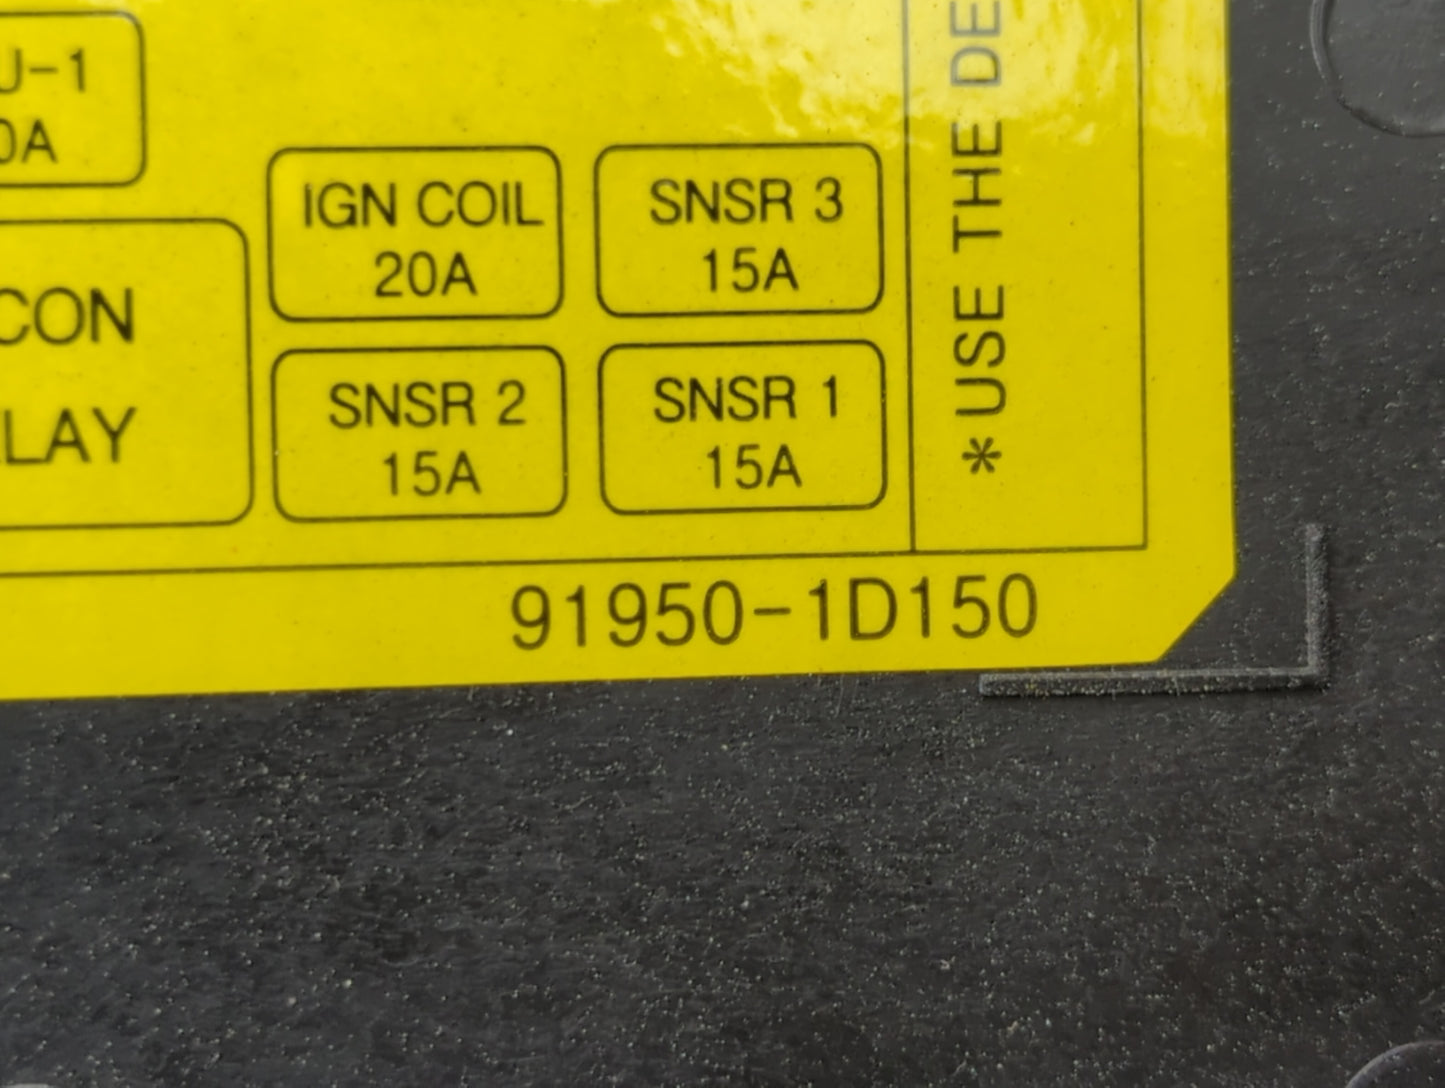 U-1
0A
IGN COIL
20A
SNSR 3
15A
CON
LAY
SNSR 2
15A
SNSR 1
15A
*USE THE DE
91950-1D150